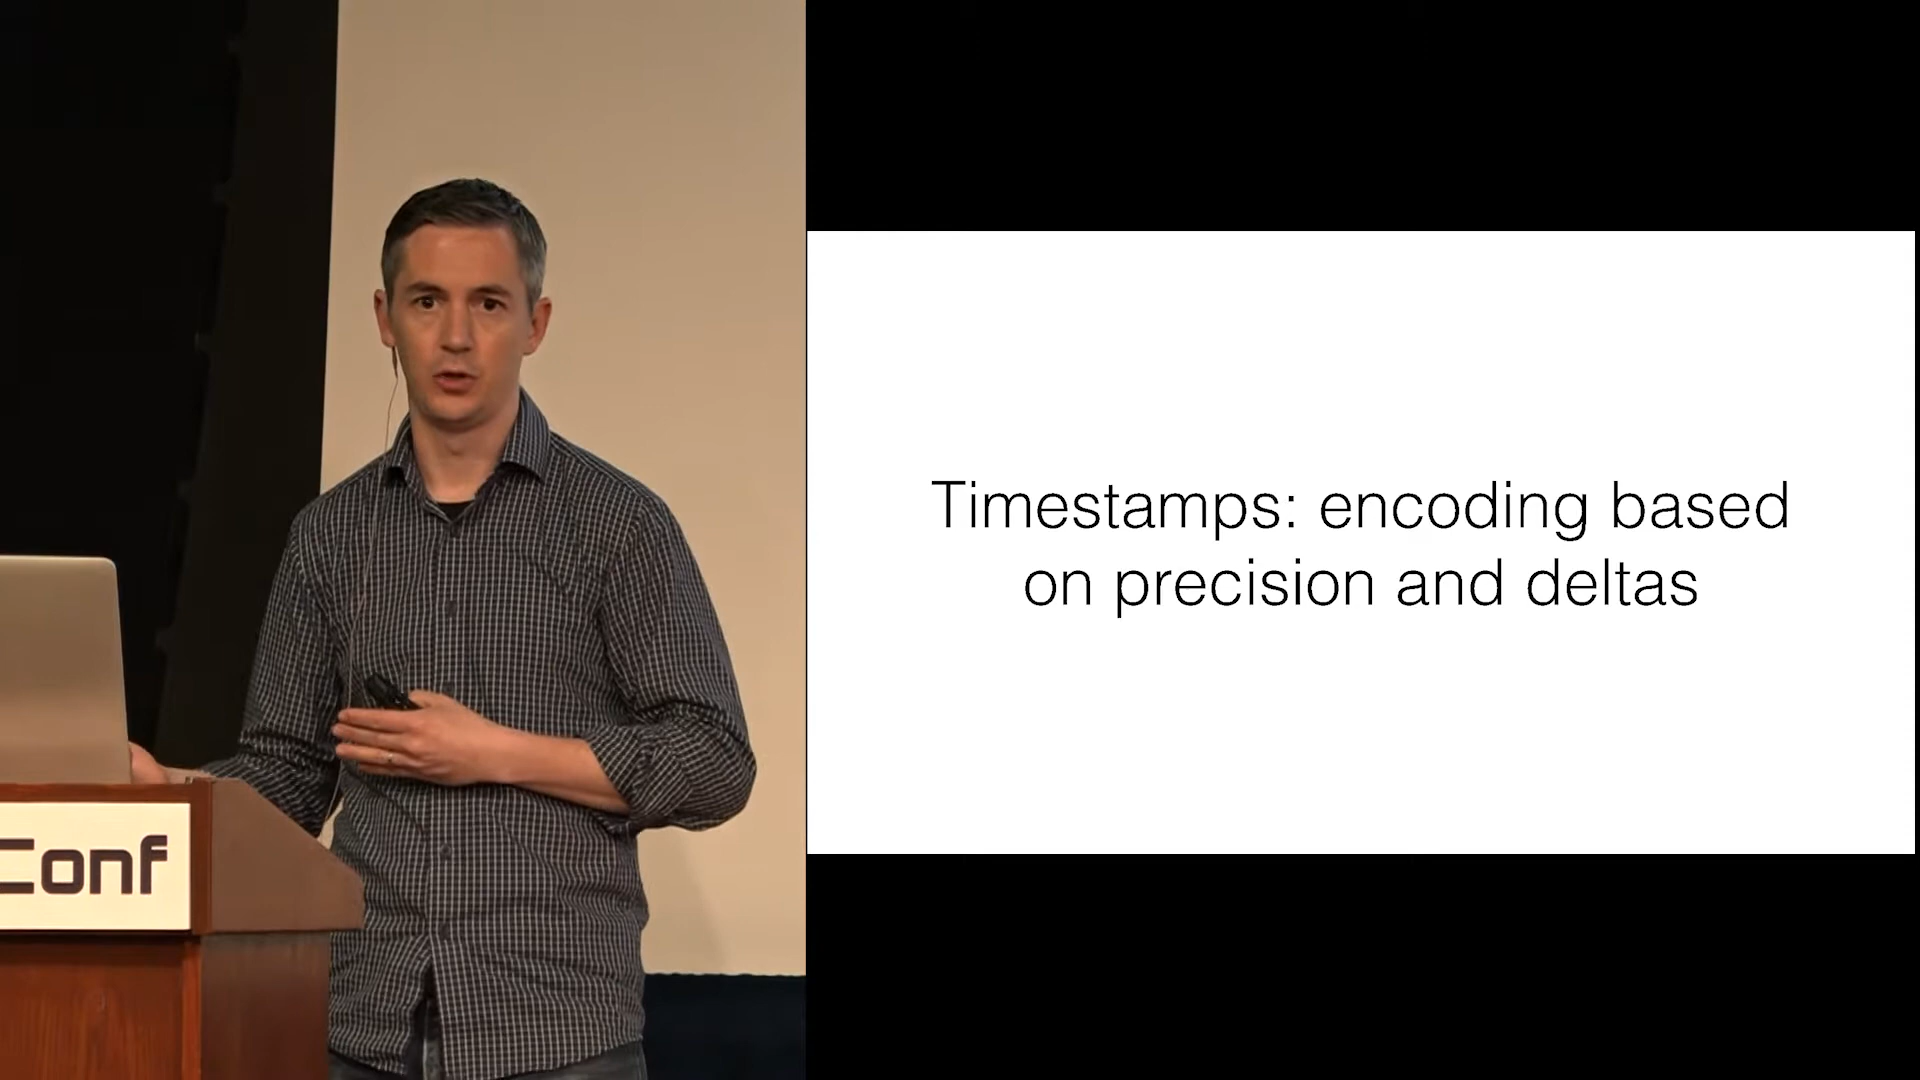 Conf
Timestamps: encoding based
on precision and deltas